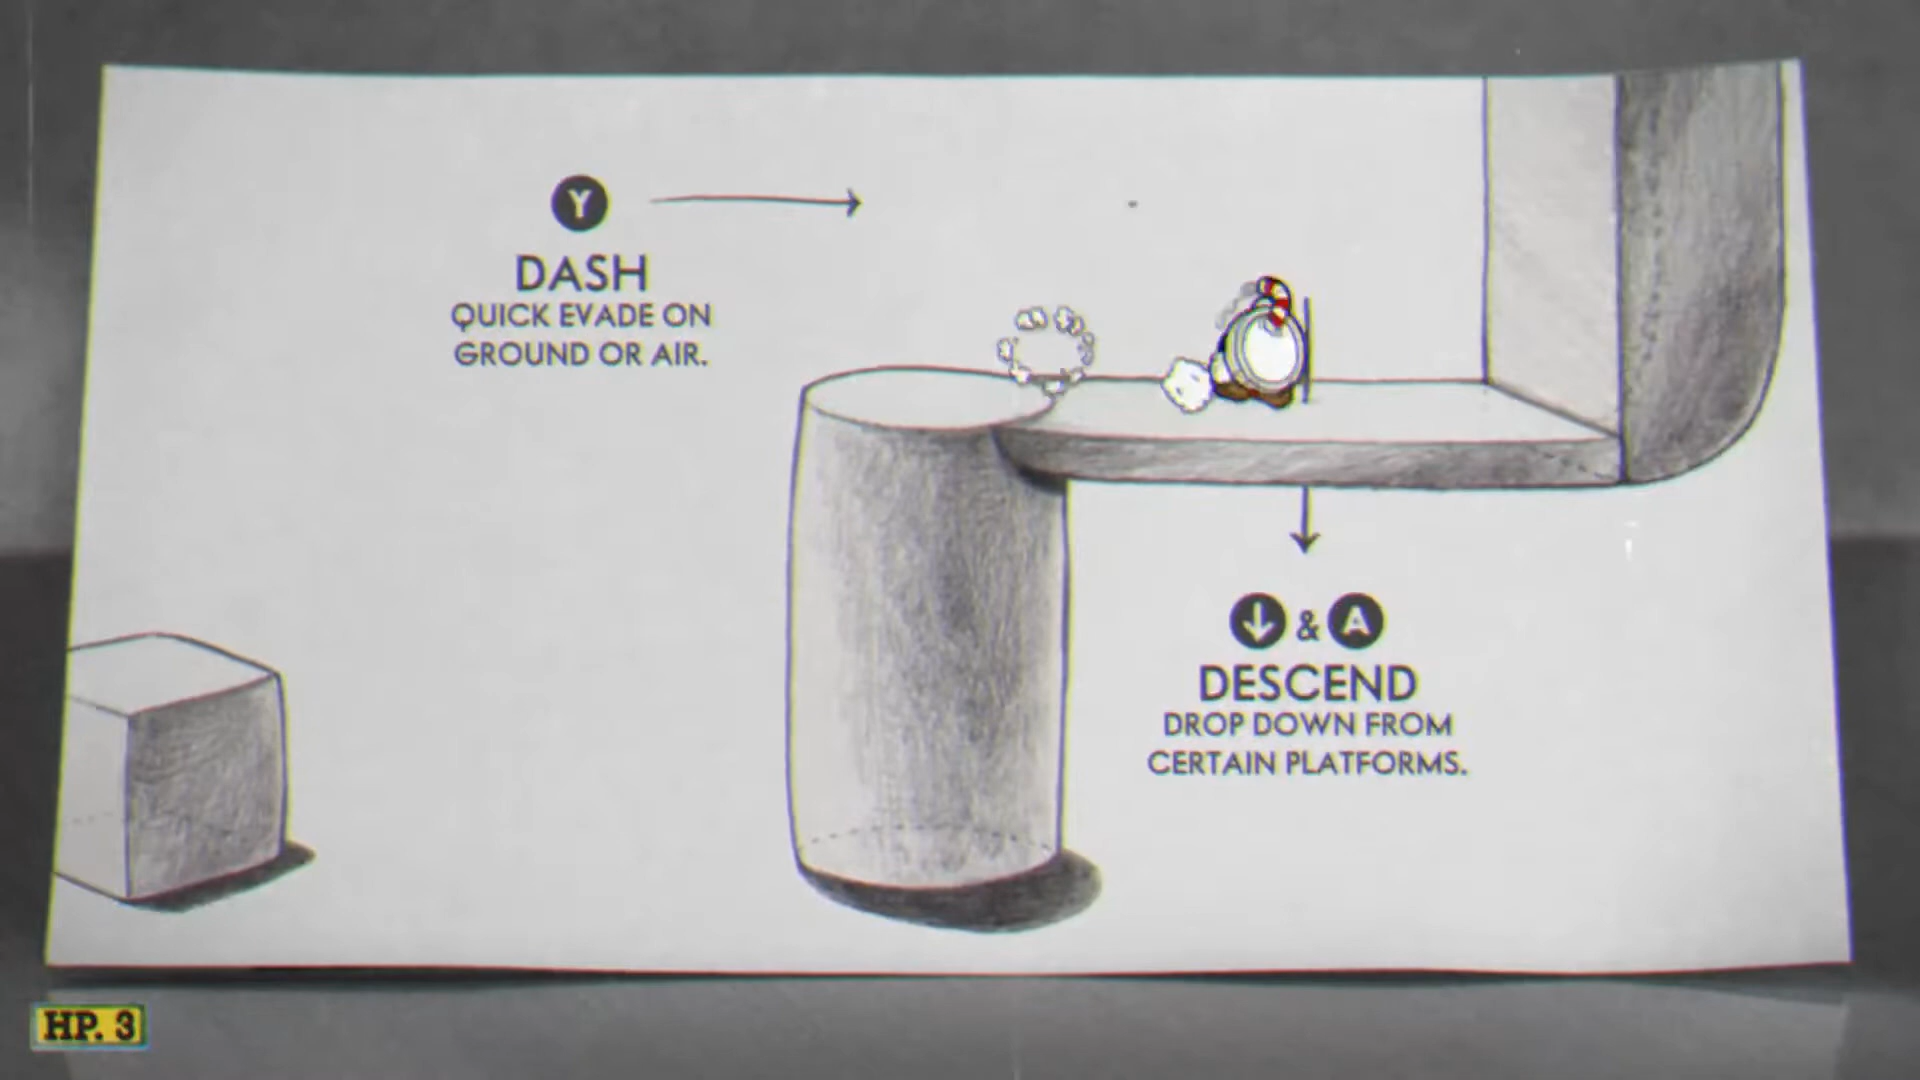 Y
DASH
QUICK EVADE ON
GROUND OR AIR.
& A
DESCEND
DROP DOWN FROM
CERTAIN PLATFORMS.
HP. 3